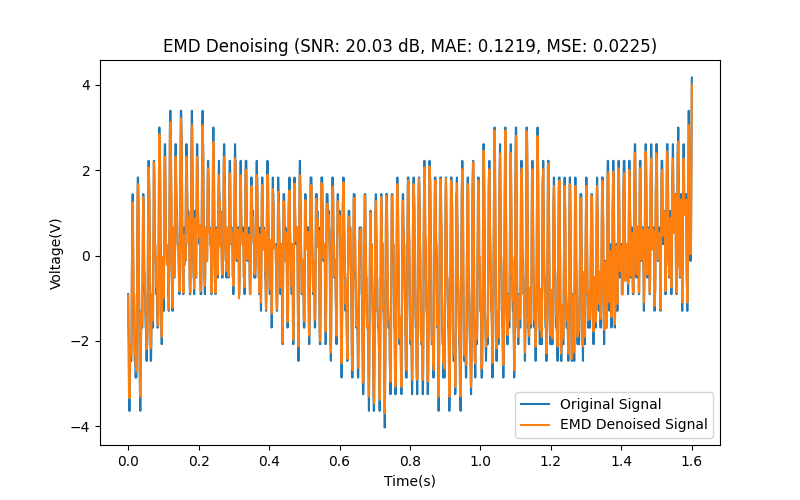 EMD Denoising (SNR: 20.03 dB, MAE: 0.1219, MSE: 0.0225)
Voltage(V)
4
2
0
−2
−4
Original Signal
EMD Denoised Signal
0.0 0.2 0.4 0.6 0.8 1.0 1.2 1.4 1.6
Time(s)